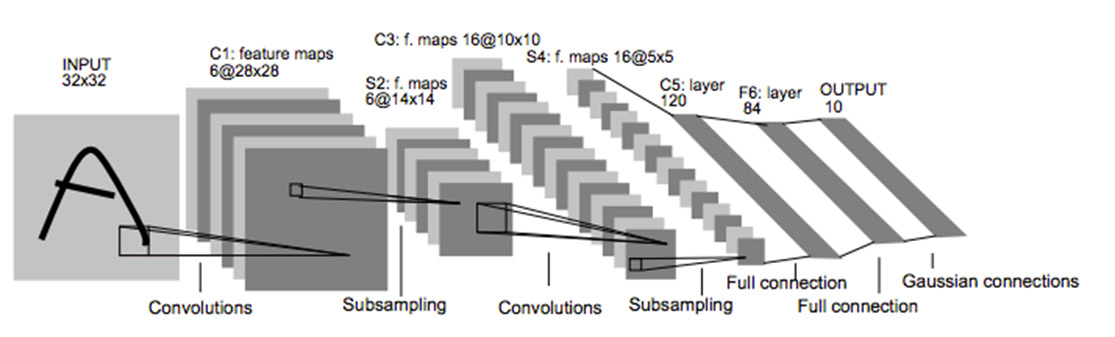 INPUT
32x32
C1: feature maps
6@28x28
S2: f. maps
6@14x14
C3: f. maps 16@10x10
S4: f. maps 16@5x5
C5: layer
120
F6: layer
84
OUTPUT
10
Convolutions
Subsampling
Convolutions
Subsampling
Full connection
Full connection
Gaussian connections
A